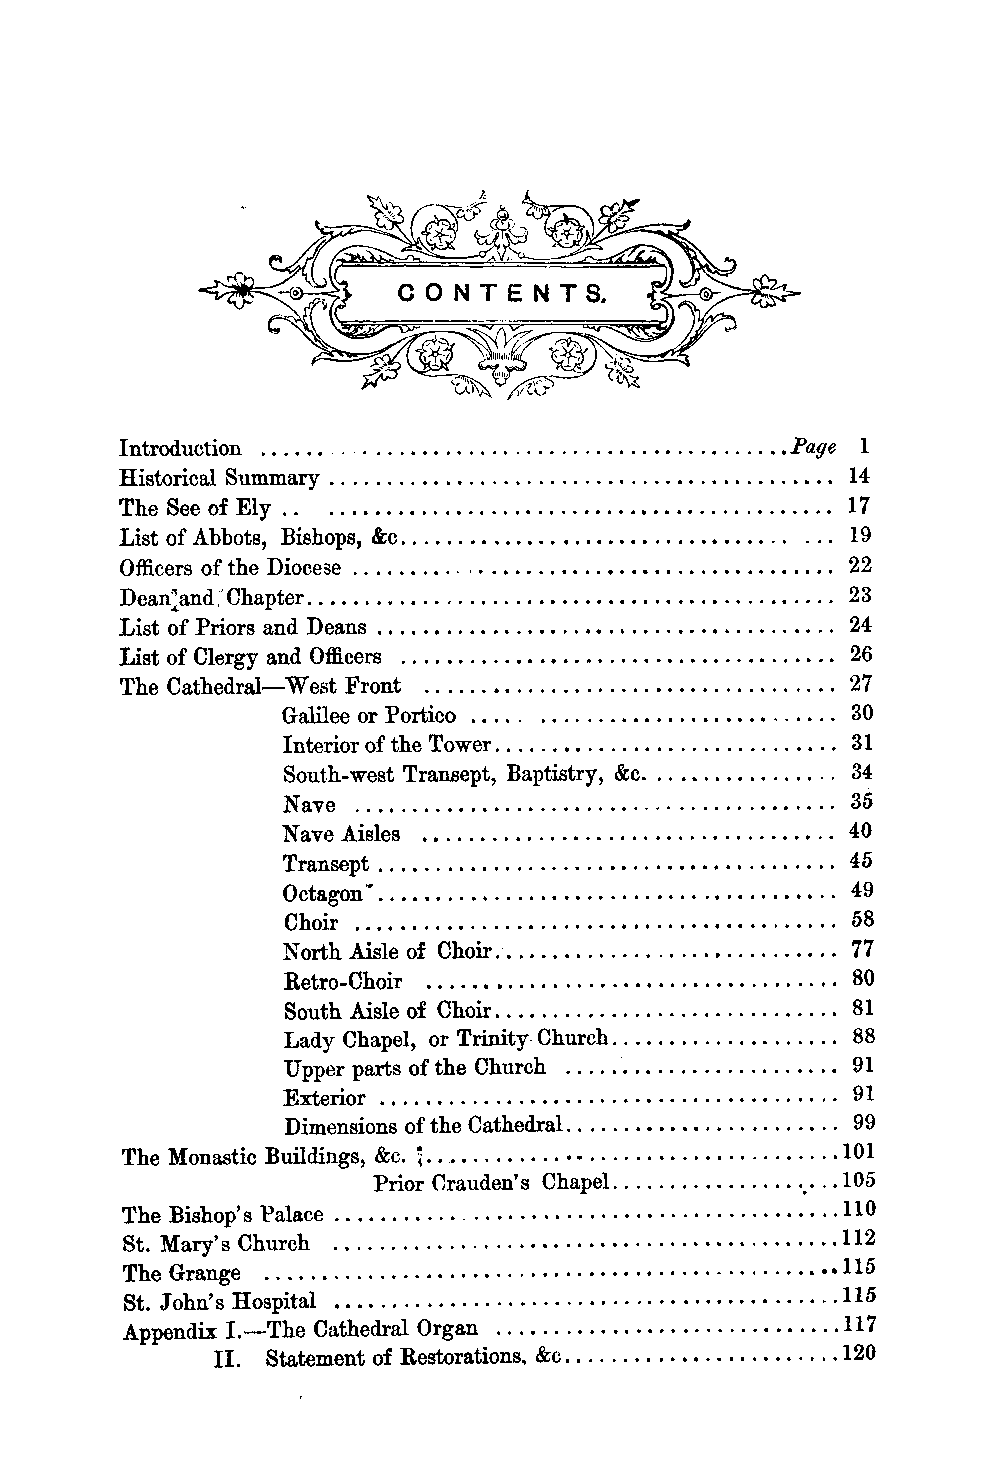 CONTENTS.
Introduction .......... Page 1
Historical Summary .......... 14
The See of Ely .......... 17
List of Abbots, Bishops, &c. .......... 19
Officers of the Diocese .......... 22
Dean and Chapter .......... 23
List of Priors and Deans .......... 24
List of Clergy and Officers .......... 26
The Cathedral—West Front .......... 27
Galilee or Portico .......... 30
Interior of the Tower .......... 31
South-west Transept, Baptistry, &c. .......... 34
Nave .......... 35
Nave Aisles .......... 40
Transept .......... 45
Octagon .......... 49
Choir .......... 58
North Aisle of Choir .......... 77
Retro-Choir .......... 80
South Aisle of Choir .......... 81
Lady Chapel, or Trinity Church .......... 88
Upper parts of the Church .......... 91
Exterior .......... 91
Dimensions of the Cathedral .......... 99
The Monastic Buildings, &c. .......... 101
Prior Crauden's Chapel .......... 105
The Bishop's Palace .......... 110
St. Mary's Church .......... 112
The Grange .......... 115
St. John's Hospital .......... 115
Appendix I.—The Cathedral Organ .......... 117
II. Statement of Restorations, &c. .......... 120